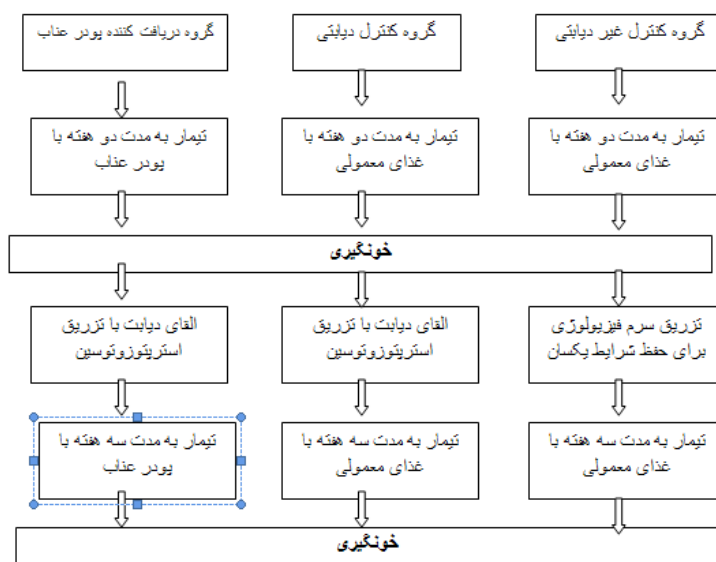 گروه کنترل غیر دیابتی
گروه کنترل دیابتی
گروه دریافت کننده پودر عناب
تیمار به مدت دو هفته با
غذای معمولی
تیمار به مدت دو هفته با
غذای معمولی
تیمار به مدت دو هفته با
پودر عناب
خونگیری
تزریق سرم فیزیولوژی
برای حفظ شرایط یکسان
القای دیابت با تزریق
استرپتوزوتوسین
القای دیابت با تزریق
استرپتوزوتوسین
تیمار به مدت سه هفته با
غذای معمولی
تیمار به مدت سه هفته با
غذای معمولی
تیمار به مدت سه هفته با
پودر عناب
خونگیری